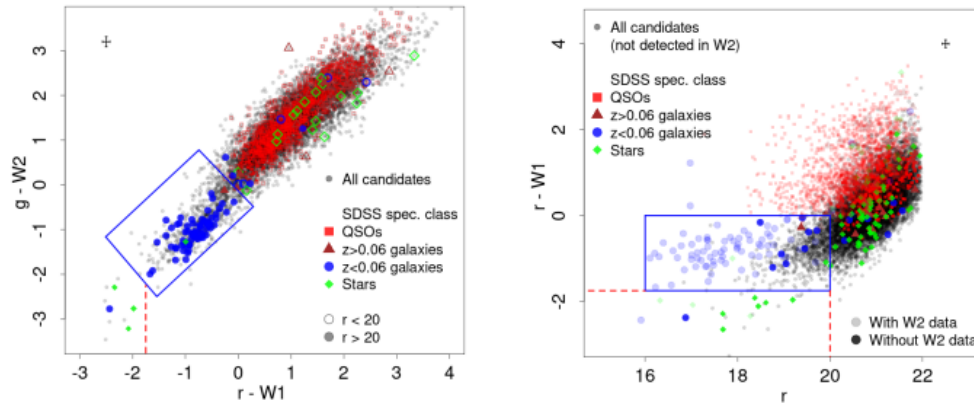 g - W2
3
2
1
0
-1
-2
-3
All candidates
SDSS spec. class
QSOs
z>0.06 galaxies
z<0.06 galaxies
Stars
r < 20
r > 20
-3 -2 -1 0 1 2 3 4
r - W1
r - W1
4
2
0
-2
All candidates
(not detected in W2)
SDSS spec. class
QSOs
z>0.06 galaxies
z<0.06 galaxies
Stars
With W2 data
Without W2 data
16 18 20 22
r